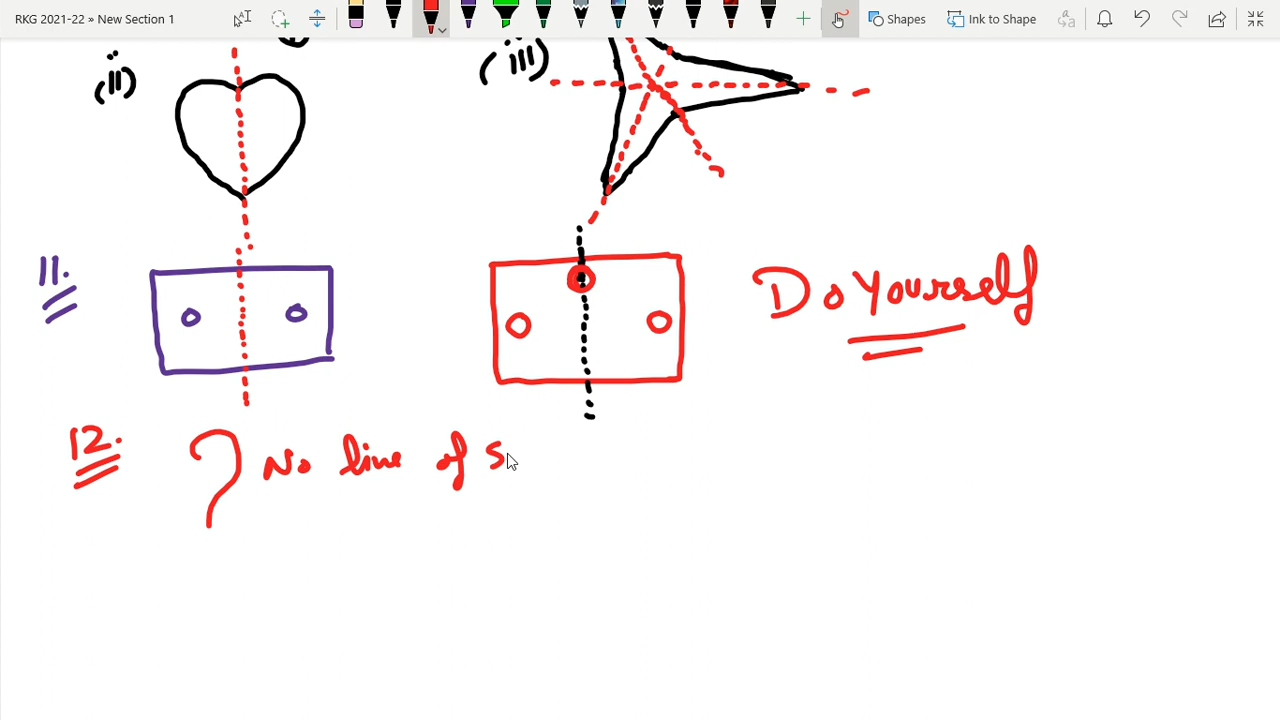 RKG 2021-22 » New Section 1
Shapes
Ink to Shape
(ii)
(iii)
11.
Do Yourself
12. ? No line of S